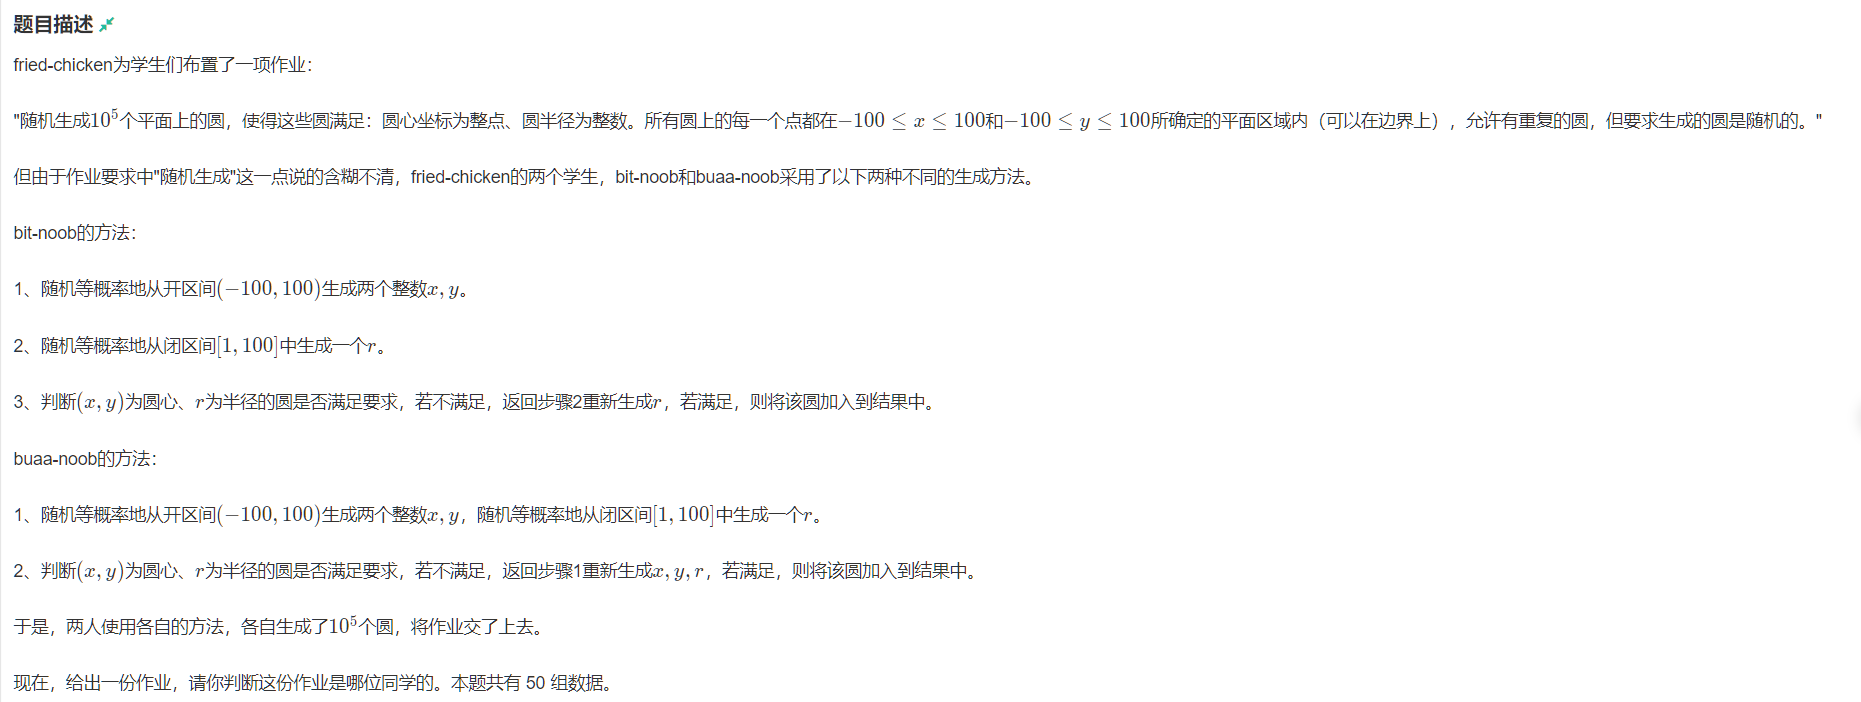 题目描述
fried-chicken为学生们布置了一项作业：
"随机生成10^5个平面上的圆，使得这些圆满足：圆心坐标为整点、圆半径为整数。所有圆上的每一个点都在−100 ≤ x ≤ 100和−100 ≤ y ≤ 100所确定的平面区域内（可以在边界上），允许有重复的圆，但要求生成的圆是随机的。"
但由于作业要求中"随机生成"这一点说的含糊不清，fried-chicken的两个学生，bit-noob和buaa-noob采用了以下两种不同的生成方法。
bit-noob的方法：
1、随机等概率地从开区间(−100, 100)生成两个整数x, y。
2、随机等概率地从闭区间[1, 100]中生成一个r。
3、判断(x, y)为圆心、r为半径的圆是否满足要求，若不满足，返回步骤2重新生成r，若满足，则将该圆加入到结果中。
buaa-noob的方法：
1、随机等概率地从开区间(−100, 100)生成两个整数x, y，随机等概率地从闭区间[1, 100]中生成一个r。
2、判断(x, y)为圆心、r为半径的圆是否满足要求，若不满足，返回步骤1重新生成x, y, r，若满足，则将该圆加入到结果中。
于是，两人使用各自的方法，各自生成了10^5个圆，将作业交了上去。
现在，给出一份作业，请你判断这份作业是哪位同学的。本题共有 50 组数据。